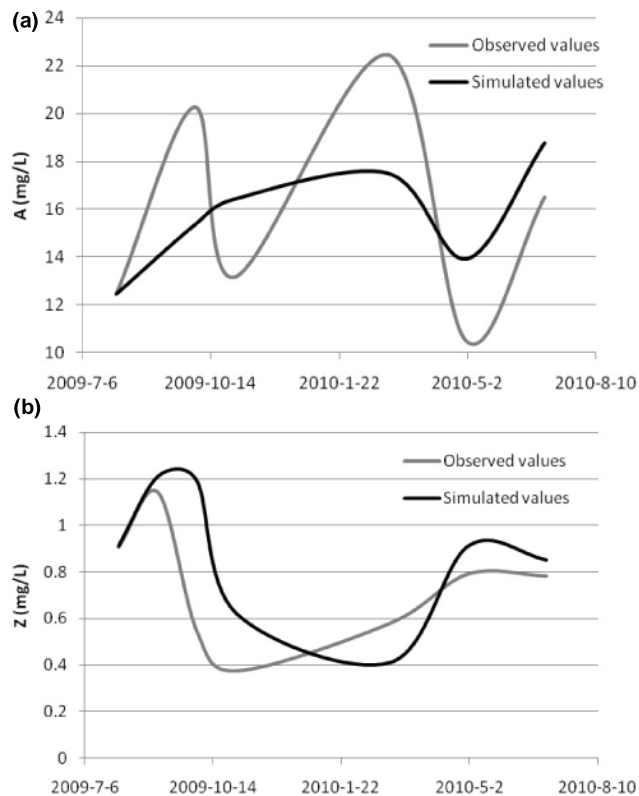 (a)
24
22
20
18
16
14
12
10
A (mg/L)
Observed values
Simulated values
2009-7-6 2009-10-14 2010-1-22 2010-5-2 2010-8-10
(b)
1.4
1.2
1
0.8
0.6
0.4
0.2
0
Z (mg/L)
Observed values
Simulated values
2009-7-6 2009-10-14 2010-1-22 2010-5-2 2010-8-10